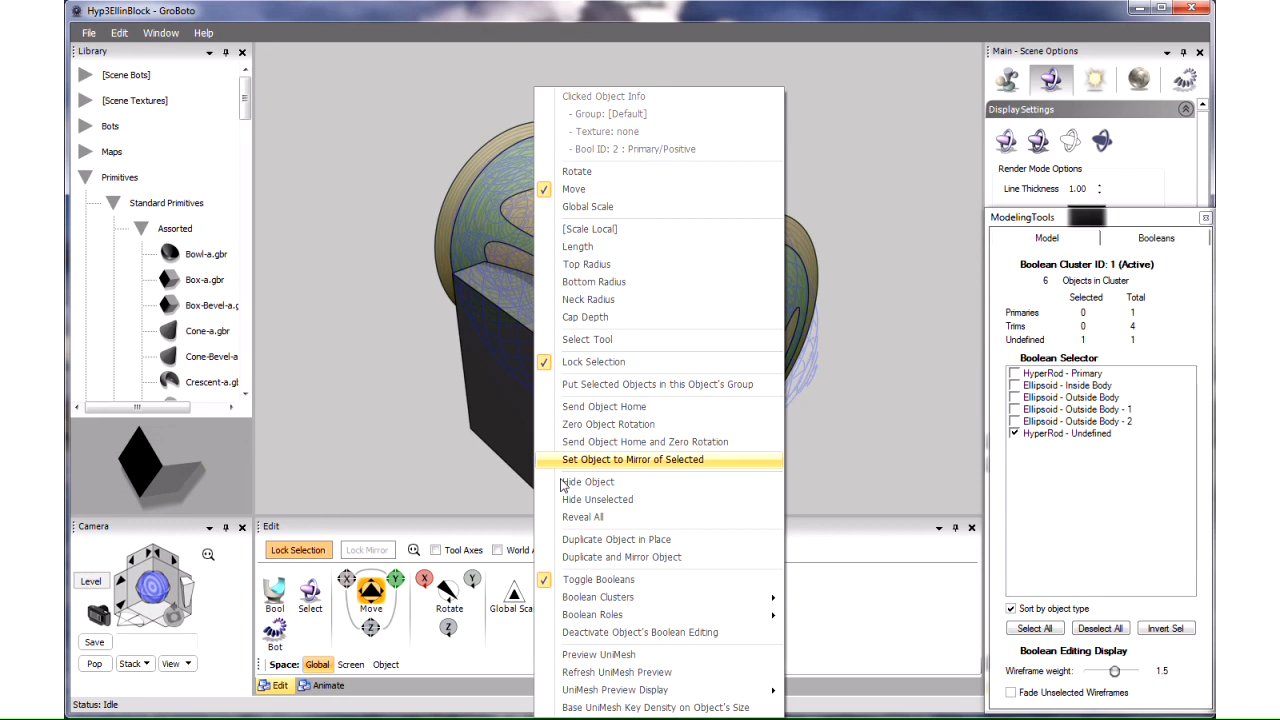 Hyp3EllinBlock - GroBoto
File Edit Window Help
Library
[Scene Bots]
[Scene Textures]
Bots
Maps
Primitives
Standard Primitives
Assorted
Bowl-a.gbr
Box-a.gbr
Box-Bevel-a.g
Cone-a.gbr
Cone-Bevel-a
Crescent-a.gl
Camera
Level
Save
Pop Stack View
Status: Idle
Clicked Object Info
- Group: [Default]
- Texture: none
- Bool ID: 2 : Primary/Positive
Rotate
Move
Global Scale
[Scale Local]
Length
Top Radius
Bottom Radius
Neck Radius
Cap Depth
Select Tool
Lock Selection
Put Selected Objects in this Object's Group
Send Object Home
Zero Object Rotation
Send Object Home and Zero Rotation
Set Object to Mirror of Selected
Hide Object
Hide Unselected
Reveal All
Duplicate Object in Place
Duplicate and Mirror Object
Toggle Booleans
Boolean Clusters
Boolean Roles
Deactivate Object's Boolean Editing
Preview UniMesh
Refresh UniMesh Preview
UniMesh Preview Display
Base UniMesh Key Density on Object's Size
Edit
Lock Selection Lock Mirror Tool Axes World A
X Y X Y
Bool Select Move Rotate Global Sca
Z Z
Bot
Space: Global Screen Object
Edit Animate
Main - Scene Options
Display Settings
Render Mode Options
Line Thickness 1.00
ModelingTools
Model Booleans
Boolean Cluster ID: 1 (Active)
6 Objects in Cluster
Selected Total
Primaries 0 1
Trims 0 4
Undefined 1 1
Boolean Selector
HyperRod - Primary
Ellipsoid - Inside Body
Ellipsoid - Outside Body
Ellipsoid - Outside Body - 1
Ellipsoid - Outside Body - 2
HyperRod - Undefined
Sort by object type
Select All Deselect All Invert Sel
Boolean Editing Display
Wireframe weight: 1.5
Fade Unselected Wireframes